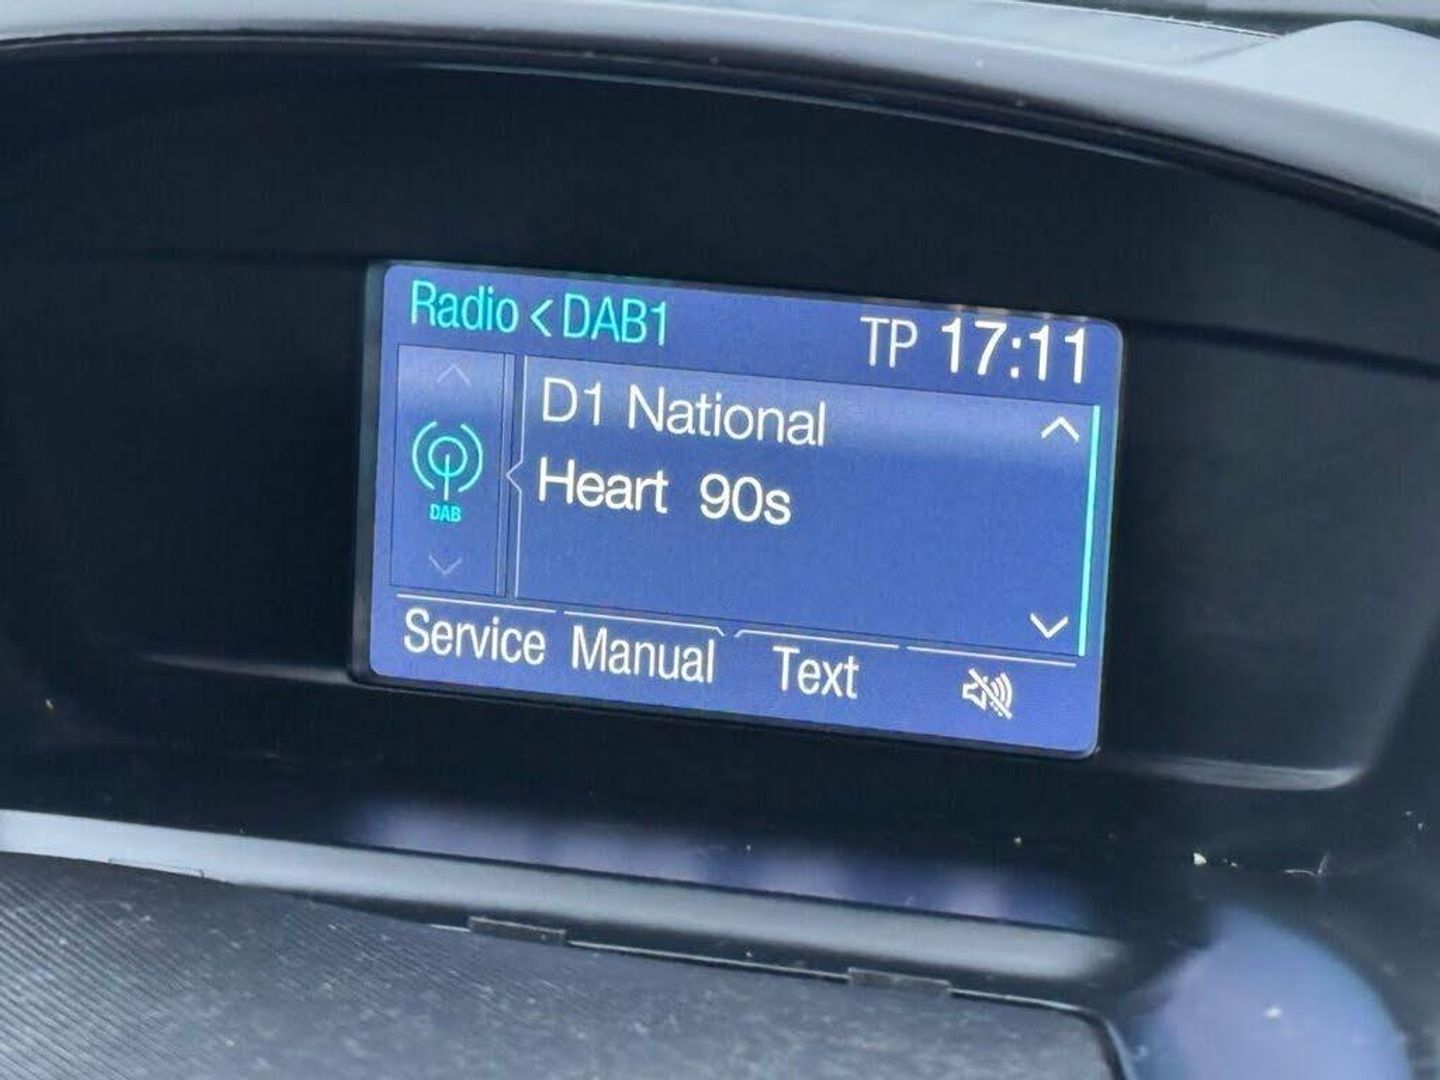 Radio < DAB1
TP 17:11
D1 National
DAB
Heart 90s
Service Manual Text